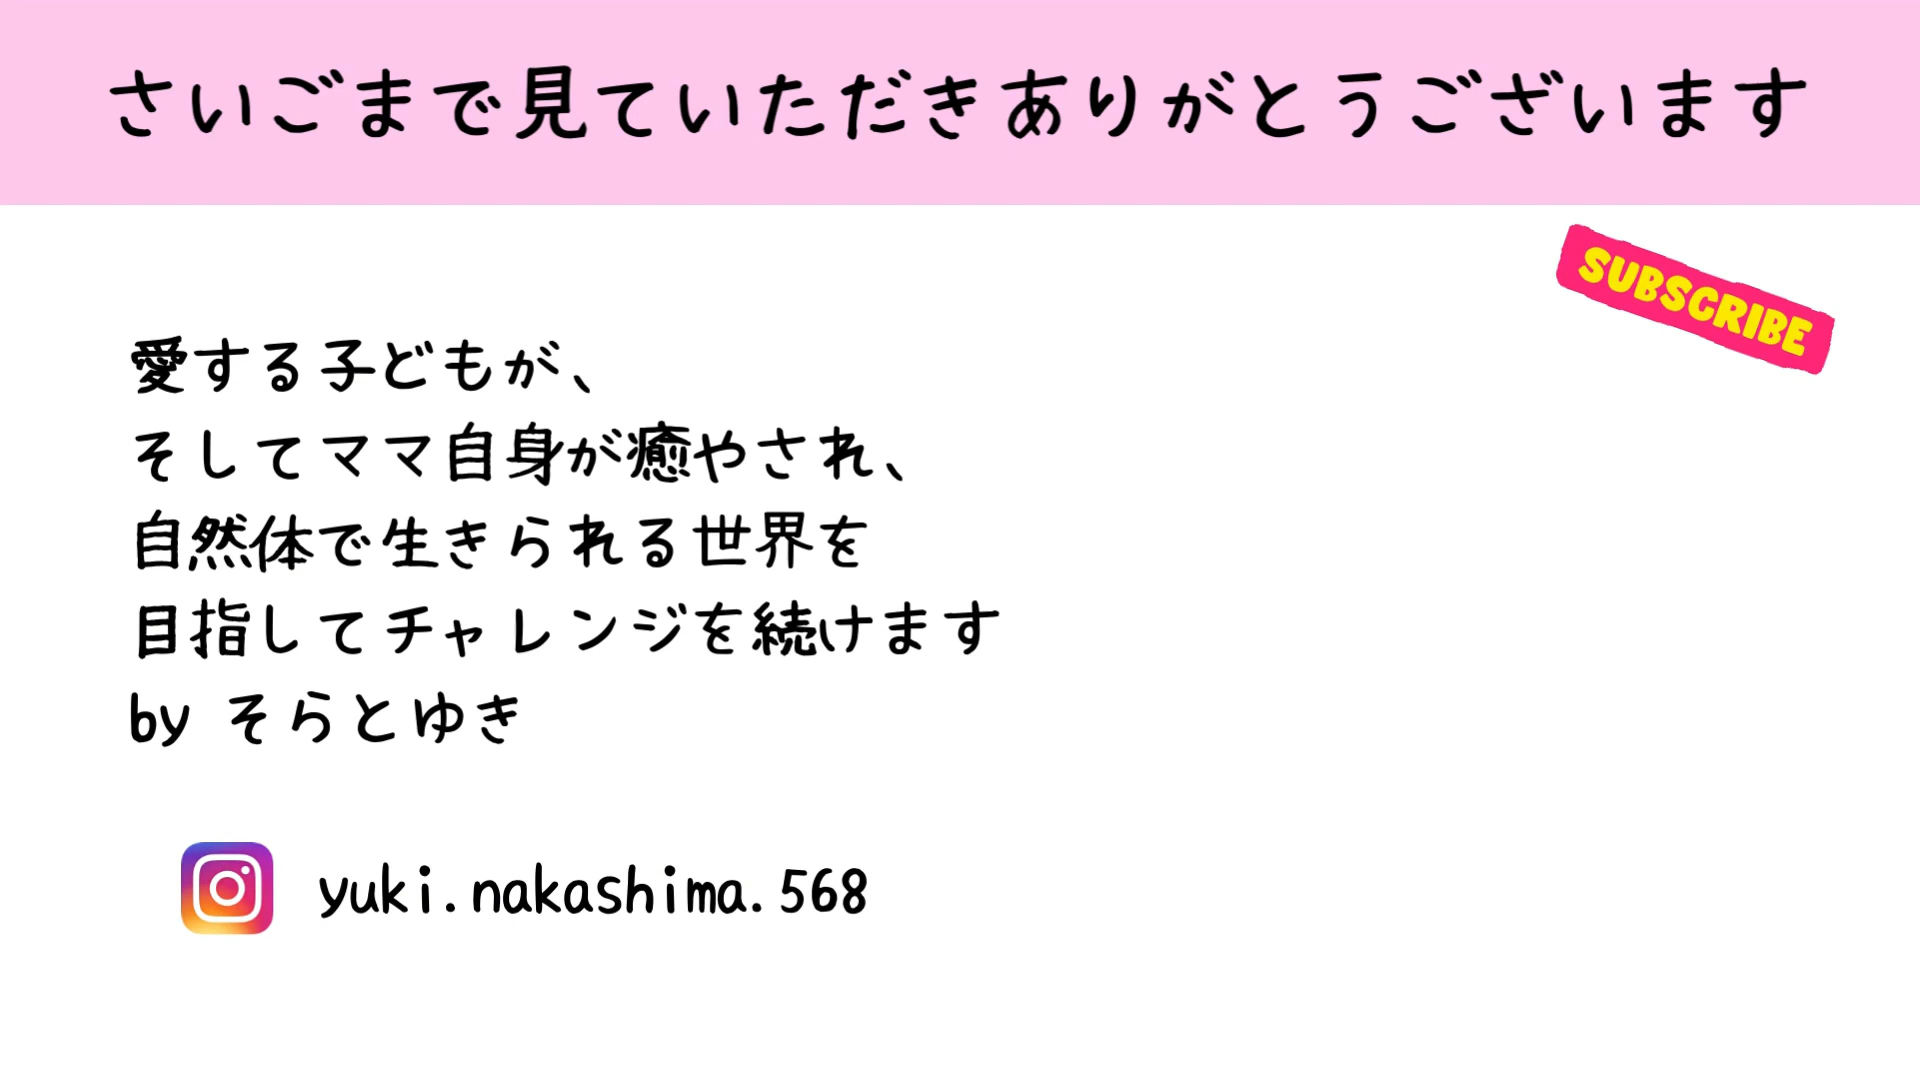 さいごまで見ていただきありがとうございます
SUBSCRIBE
愛する子どもが、
そしてママ自身が癒やされ、
自然体で生きられる世界を
目指してチャレンジを続けます
by そらとゆき
yuki.nakashima.568